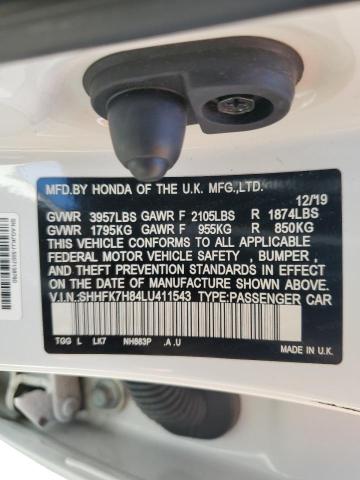 MFD.BY HONDA OF THE U.K.MFG.,LTD.
12/19
GVWR 3957LBS GAWR F 2105LBS R 1874LBS
GVWR 1795KG GAWR F 955KG R 850KG
THIS VEHICLE CONFORMS TO ALL APPLICABLE
FEDERAL MOTOR VEHICLE SAFETY , BUMPER ,
AND THEFT PREVENTION STANDARDS IN EFFECT ON
THE DATE OF MANUFACTURE SHOWN ABOVE.
V.I.N.:SHHFK7H84LU411543 TYPE:PASSENGER CAR
TGG L LK7 NH883P .A.U
MADE IN U.K.